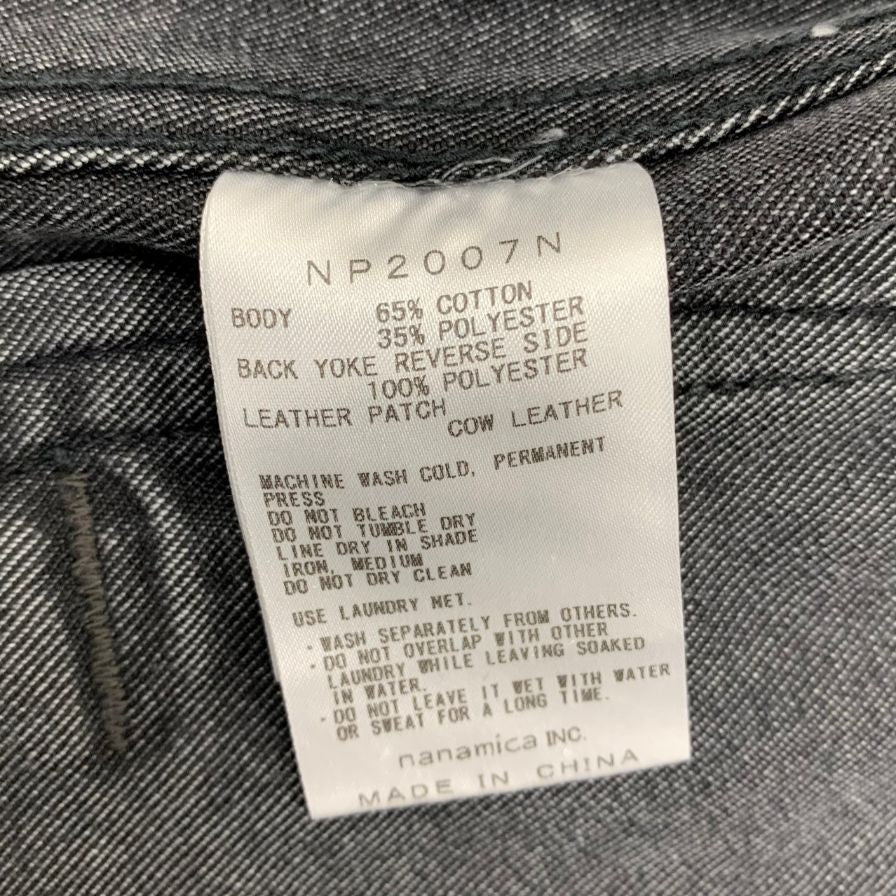 NP2007N
BODY 65% COTTON
35% POLYESTER
BACK YOKE REVERSE SIDE
100% POLYESTER
LEATHER PATCH COW LEATHER
MACHINE WASH COLD, PERMANENT
PRESS
DO NOT BLEACH
DO NOT TUMBLE DRY
LINE DRY IN SHADE
IRON, MEDIUM
DO NOT DRY CLEAN
USE LAUNDRY NET.
・WASH SEPARATELY FROM OTHERS.
・DO NOT OVERLAP WITH OTHER
LAUNDRY WHILE LEAVING SOAKED
IN WATER.
・DO NOT LEAVE IT WET WITH WATER
OR SWEAT FOR A LONG TIME.
nanamica INC.
MADE IN CHINA